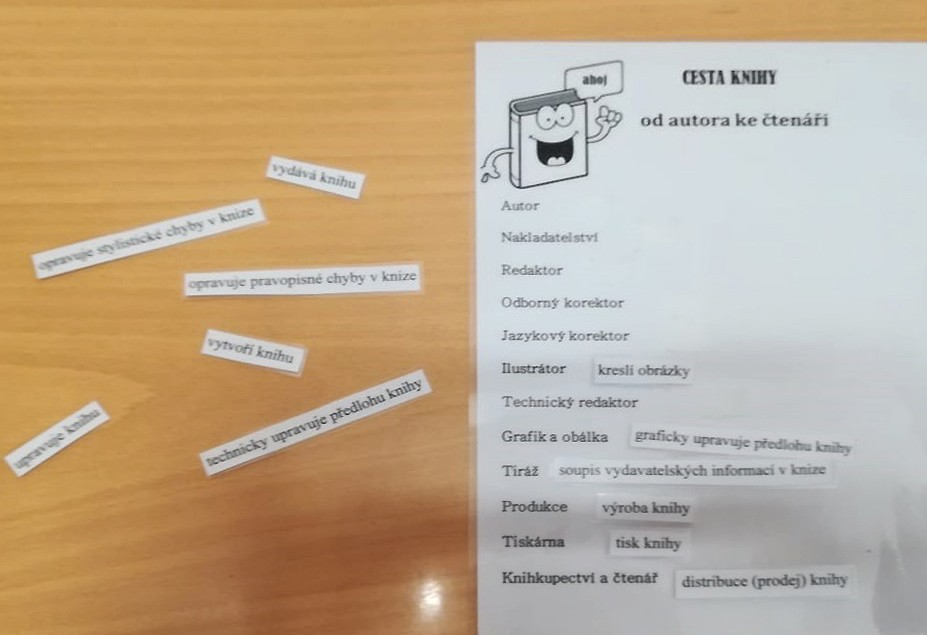 vydává knihu
opravuje stylistické chyby v knize
opravuje pravopisné chyby v knize
vytvoří knihu
technicky upravuje předlohu knihy
upravuje knihu
ahoj
CESTA KNIHY
od autora ke čtenáři
Autor
Nakladatelství
Redaktor
Odborný korektor
Jazykový korektor
Ilustrátor kreslí obrázky
Technický redaktor
Grafik a obálka graficky upravuje předlohu knihy
Tiráž soupis vydavatelských informací v knize
Produkce výroba knihy
Tiskárna tisk knihy
Knihkupectví a čtenář distribuce (prodej) knihy